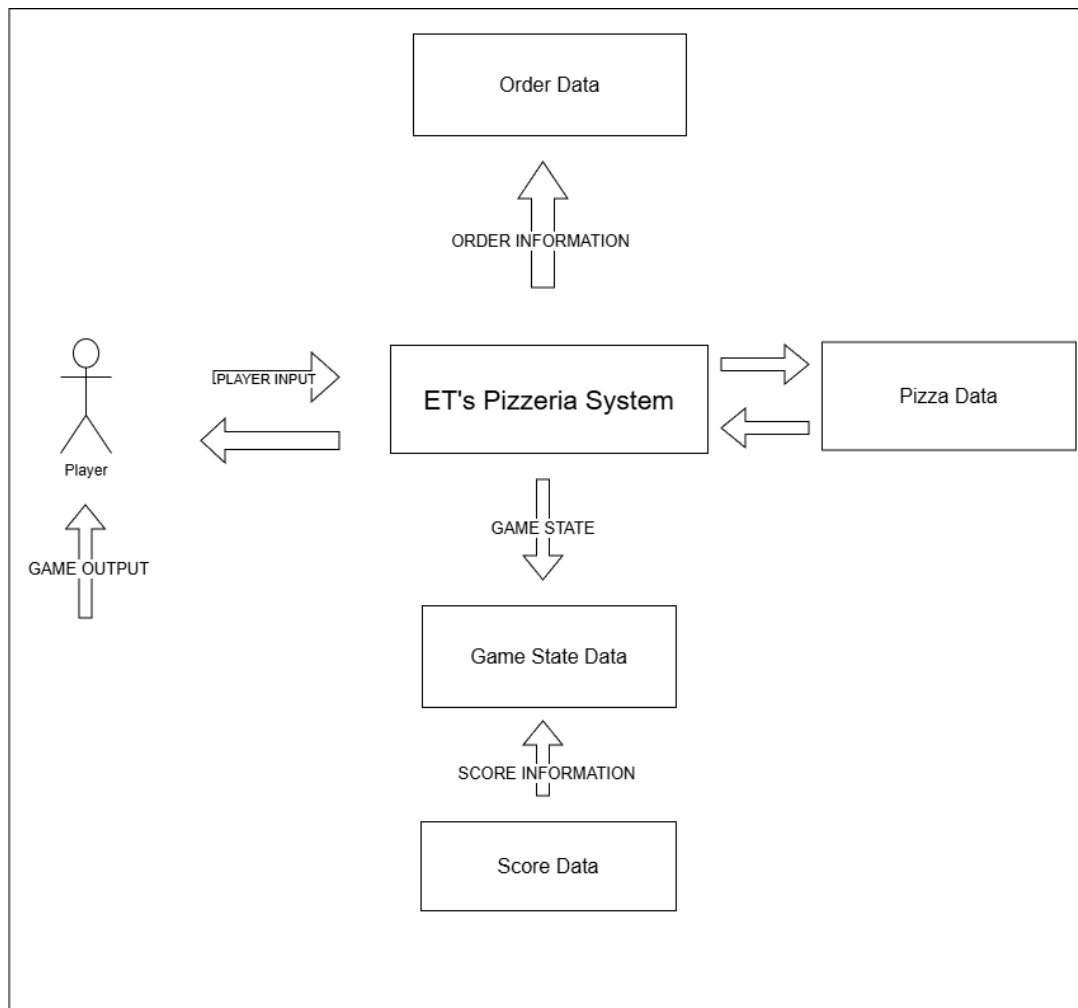 Order Data
ORDER INFORMATION
PLAYER INPUT
ET's Pizzeria System
Pizza Data
Player
GAME STATE
GAME OUTPUT
Game State Data
SCORE INFORMATION
Score Data